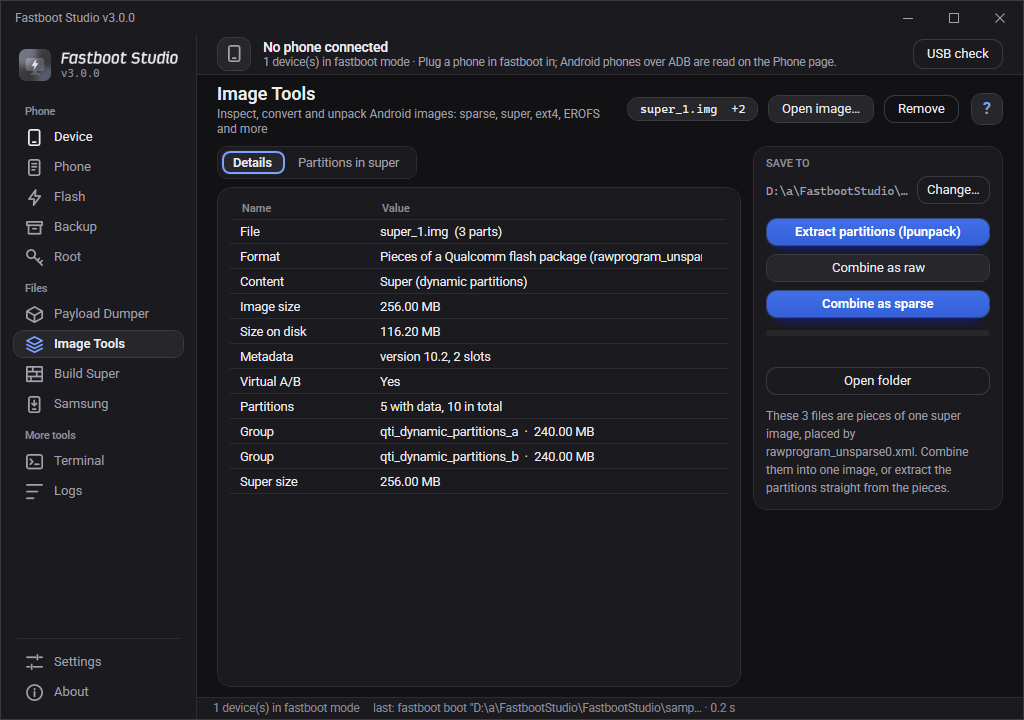 Fastboot Studio v3.0.0
Fastboot Studio
v3.0.0
Phone
Device
Phone
Flash
Backup
Root
Files
Payload Dumper
Image Tools
Build Super
Samsung
More tools
Terminal
Logs
Settings
About
No phone connected
1 device(s) in fastboot mode · Plug a phone in fastboot in; Android phones over ADB are read on the Phone page.
USB check
Image Tools
Inspect, convert and unpack Android images: sparse, super, ext4, EROFS
and more
super_1.img +2
Open image...
Remove
?
Details
Partitions in super
Name Value
File super_1.img (3 parts)
Format Pieces of a Qualcomm flash package (rawprogram_unspar
Content Super (dynamic partitions)
Image size 256.00 MB
Size on disk 116.20 MB
Metadata version 10.2, 2 slots
Virtual A/B Yes
Partitions 5 with data, 10 in total
Group qti_dynamic_partitions_a · 240.00 MB
Group qti_dynamic_partitions_b · 240.00 MB
Super size 256.00 MB
SAVE TO
D:\a\FastbootStudio\…
Change...
Extract partitions (lpunpack)
Combine as raw
Combine as sparse
Open folder
These 3 files are pieces of one super
image, placed by
rawprogram_unsparse0.xml. Combine
them into one image, or extract the
partitions straight from the pieces.
1 device(s) in fastboot mode last: fastboot boot "D:\a\FastbootStudio\FastbootStudio\samp… · 0.2 s